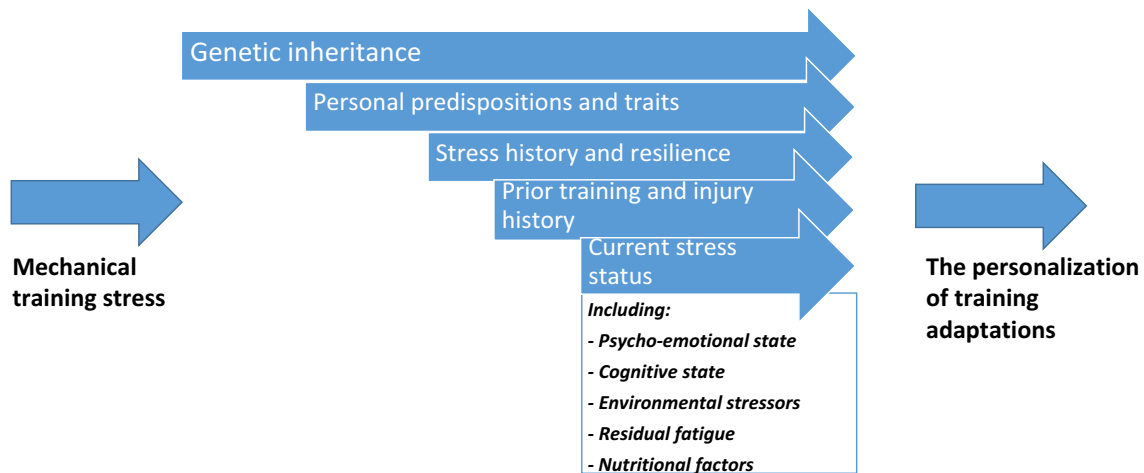 Genetic inheritance
Personal predispositions and traits
Stress history and resilience
Prior training and injury
history
Current stress
status
Mechanical
training stress
Including:
- Psycho-emotional state
- Cognitive state
- Environmental stressors
- Residual fatigue
- Nutritional factors
The personalization
of training
adaptations